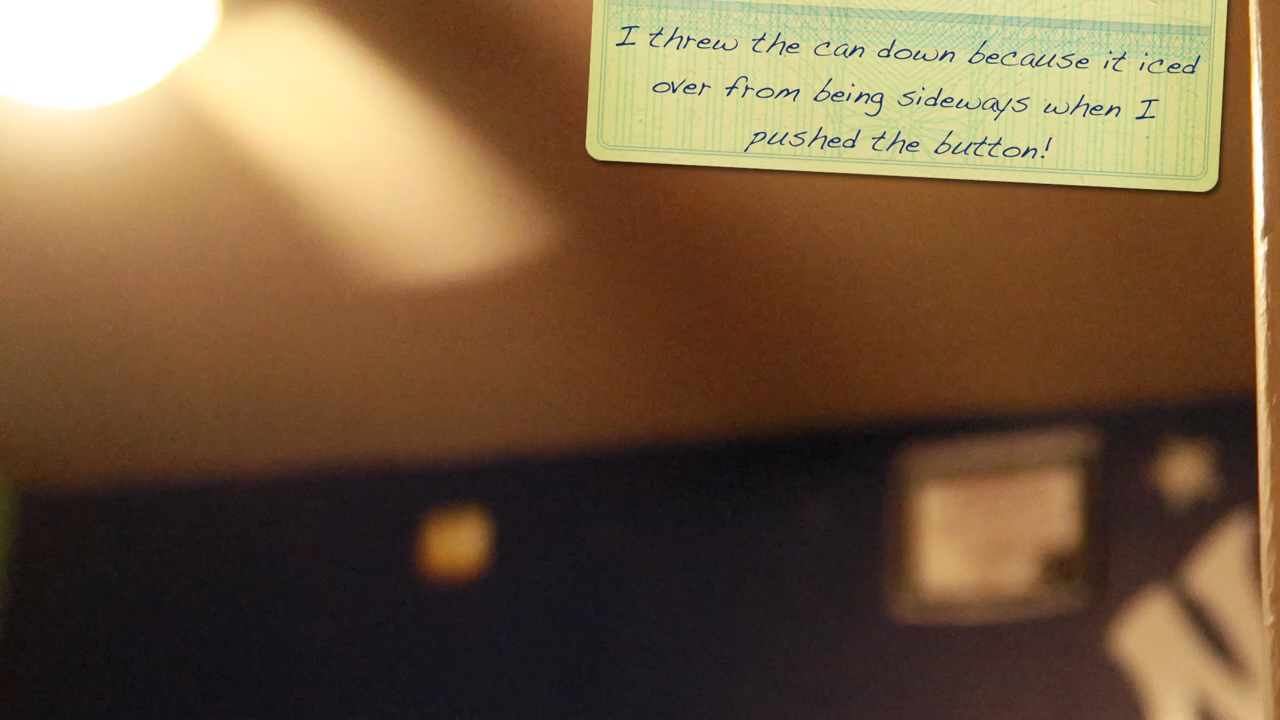 I threw the can down because it iced
over from being sideways when I
pushed the button!